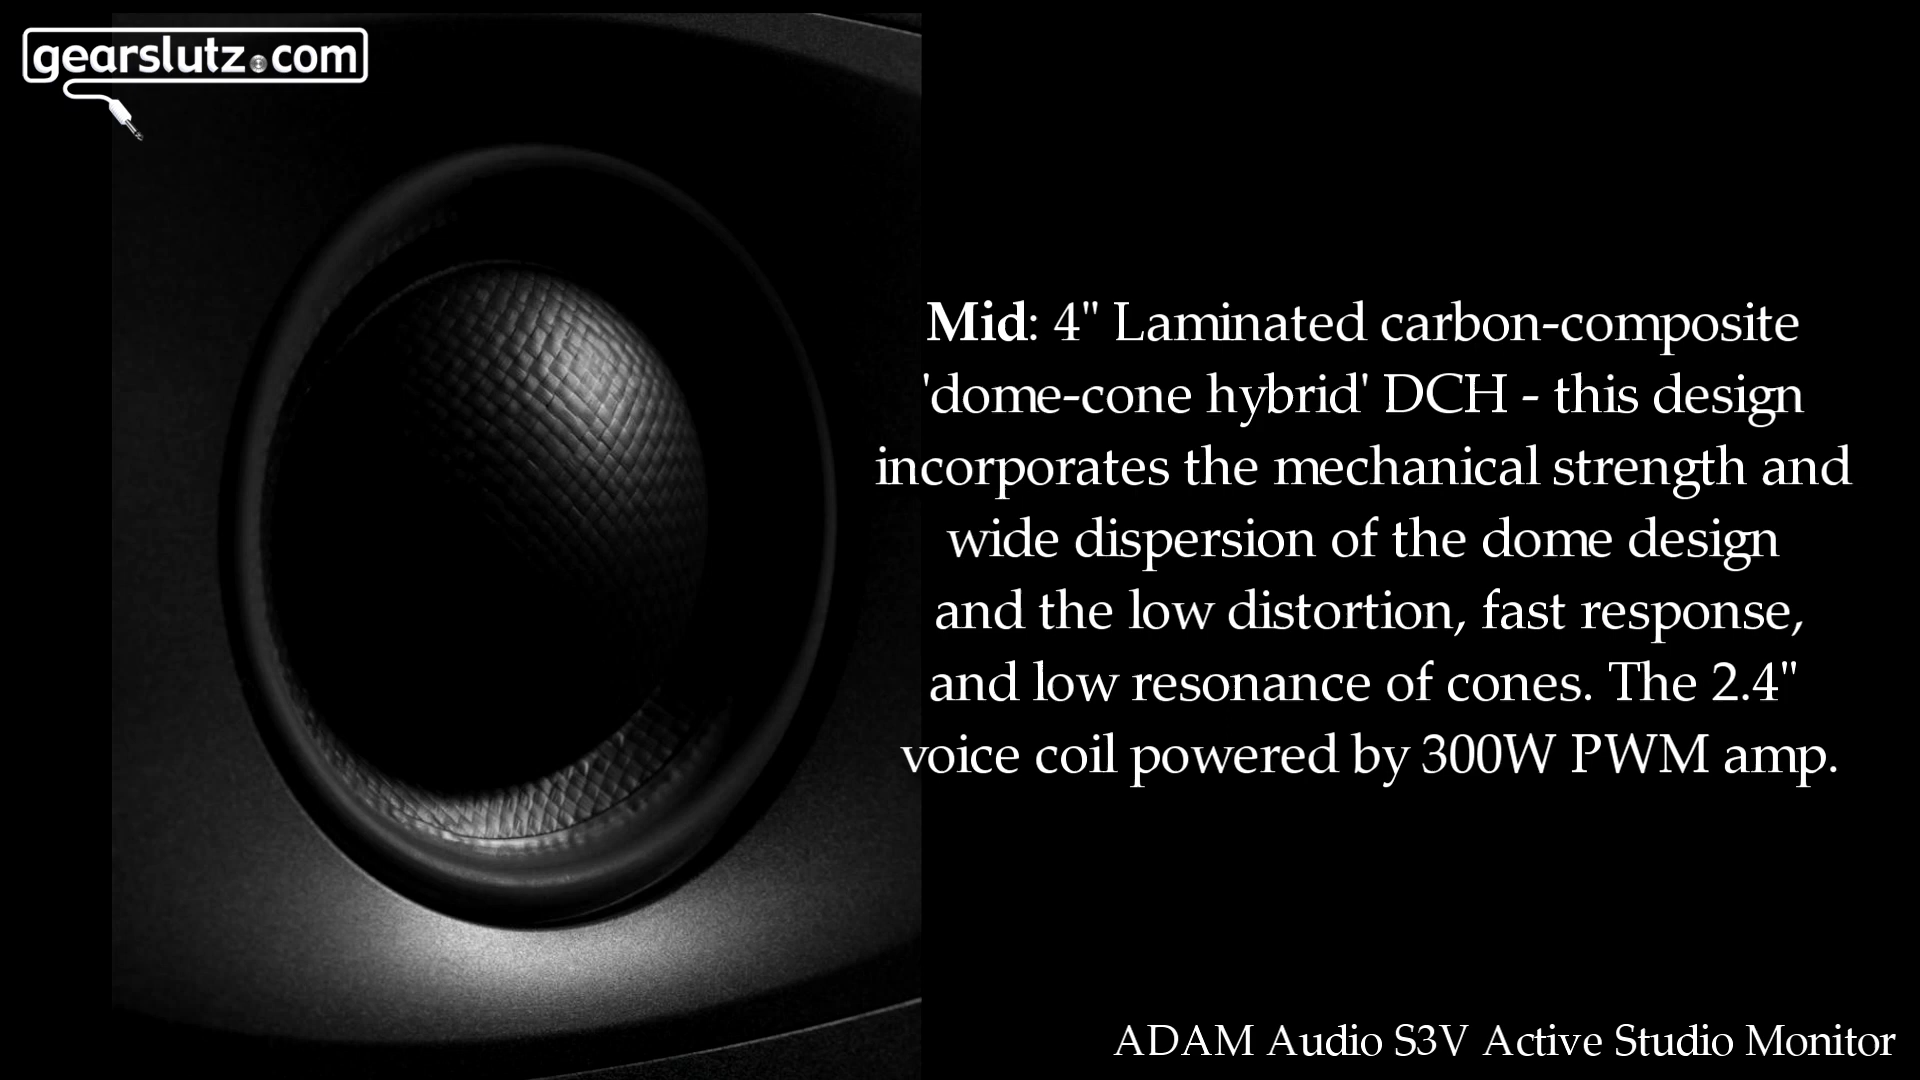 gearslutz.com
Mid: 4" Laminated carbon-composite
'dome-cone hybrid' DCH - this design
incorporates the mechanical strength and
wide dispersion of the dome design
and the low distortion, fast response,
and low resonance of cones. The 2.4"
voice coil powered by 300W PWM amp.
ADAM Audio S3V Active Studio Monitor